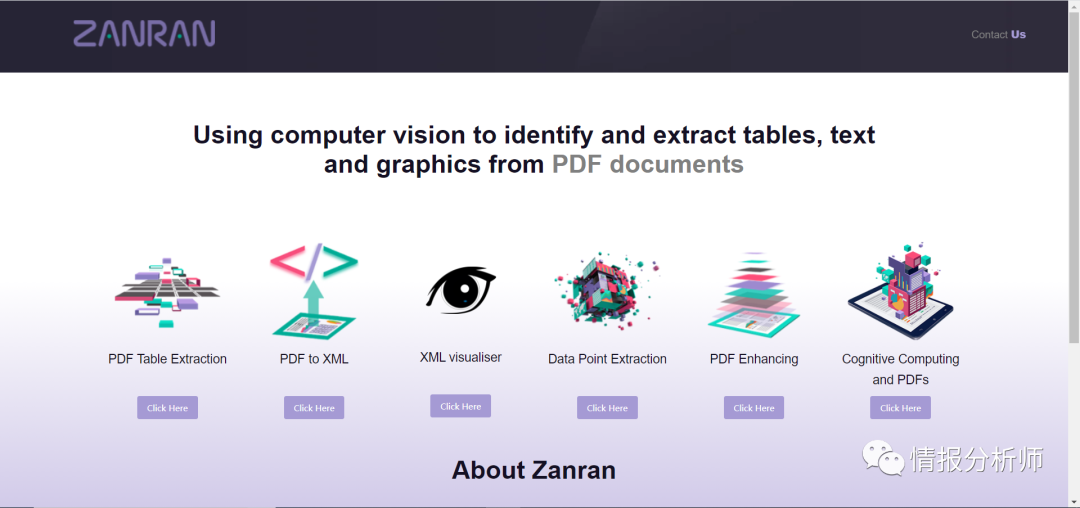 ZANRAN
Contact Us
Using computer vision to identify and extract tables, text
and graphics from PDF documents
PDF Table Extraction
PDF to XML
XML visualiser
Data Point Extraction
PDF Enhancing
Cognitive Computing
and PDFs
Click Here
Click Here
Click Here
Click Here
Click Here
Click Here
About Zanran
情报分析师